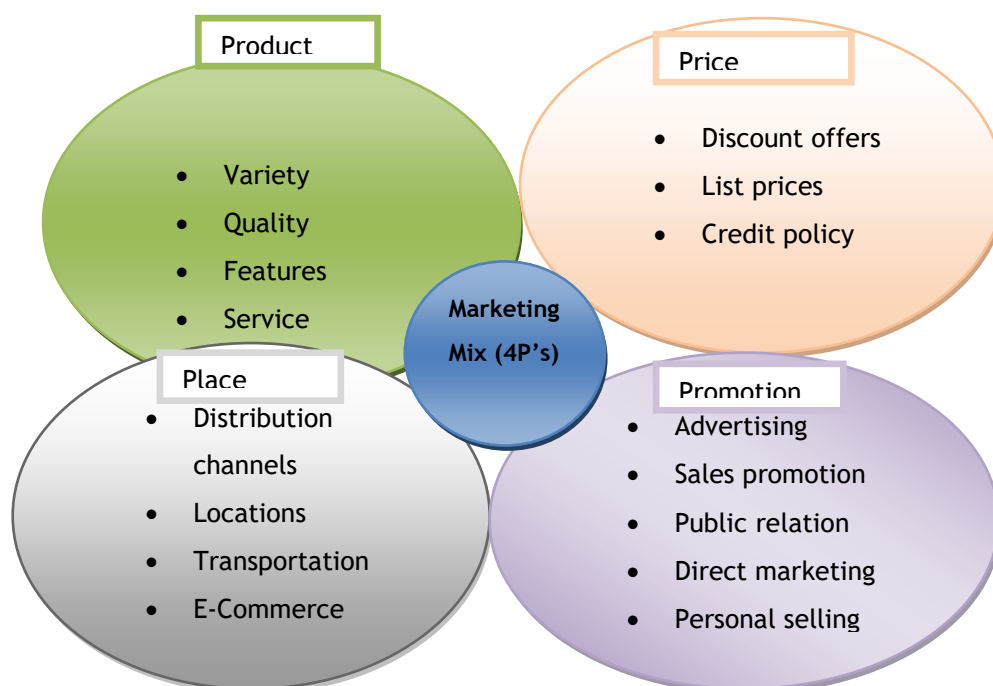 Product
• Variety
• Quality
• Features
• Service
Price
• Discount offers
• List prices
• Credit policy
Marketing
Mix (4P’s)
Place
• Distribution
channels
• Locations
• Transportation
• E-Commerce
Promotion
• Advertising
• Sales promotion
• Public relation
• Direct marketing
• Personal selling